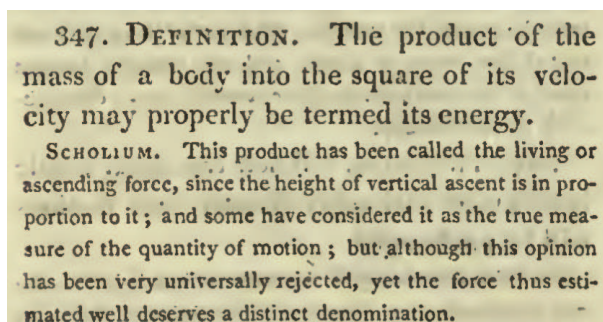 347. DEFINITION. The product of the
mass of a body into the square of its velo-
city may properly be termed its energy.
SCHOLIUM. This product has been called the living or
ascending force, since the height of vertical ascent is in pro-
portion to it; and some have considered it as the true mea-
sure of the quantity of motion; but although this opinion
has been very universally rejected, yet the force thus esti-
mated well deserves a distinct denomination.